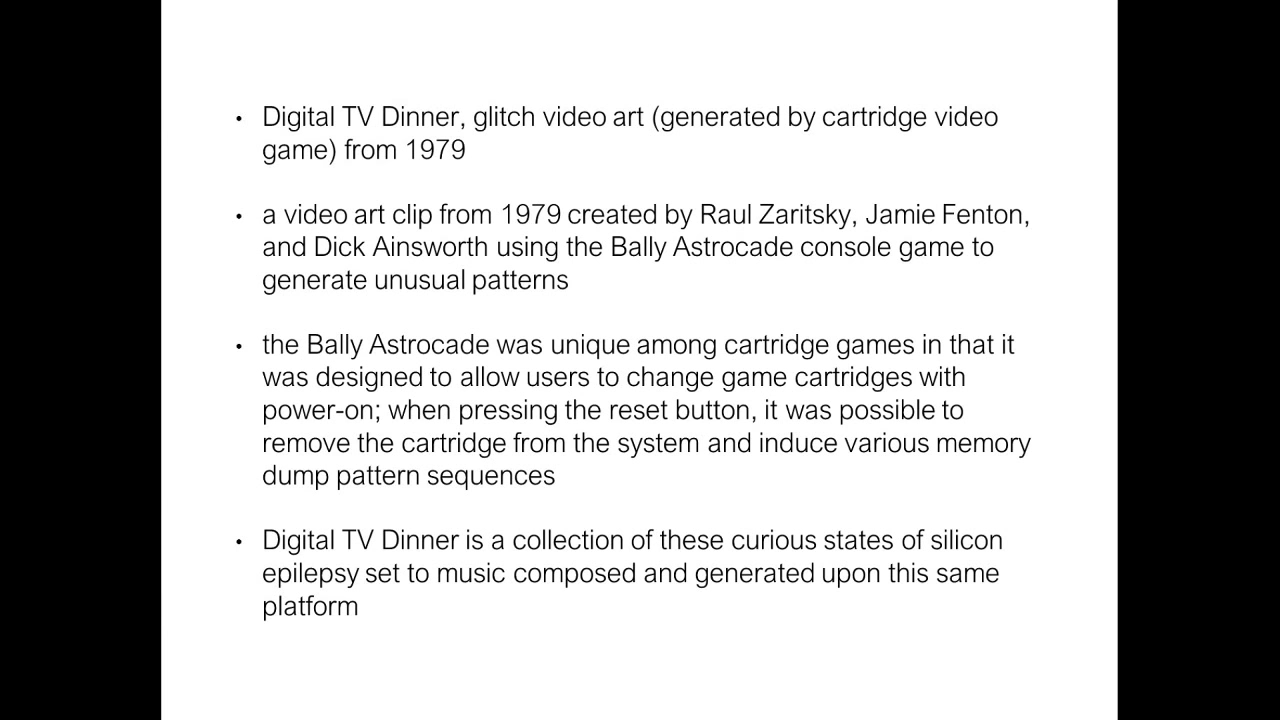 • Digital TV Dinner, glitch video art (generated by cartridge video
game) from 1979
• a video art clip from 1979 created by Raul Zaritsky, Jamie Fenton,
and Dick Ainsworth using the Bally Astrocade console game to
generate unusual patterns
• the Bally Astrocade was unique among cartridge games in that it
was designed to allow users to change game cartridges with
power-on; when pressing the reset button, it was possible to
remove the cartridge from the system and induce various memory
dump pattern sequences
• Digital TV Dinner is a collection of these curious states of silicon
epilepsy set to music composed and generated upon this same
platform